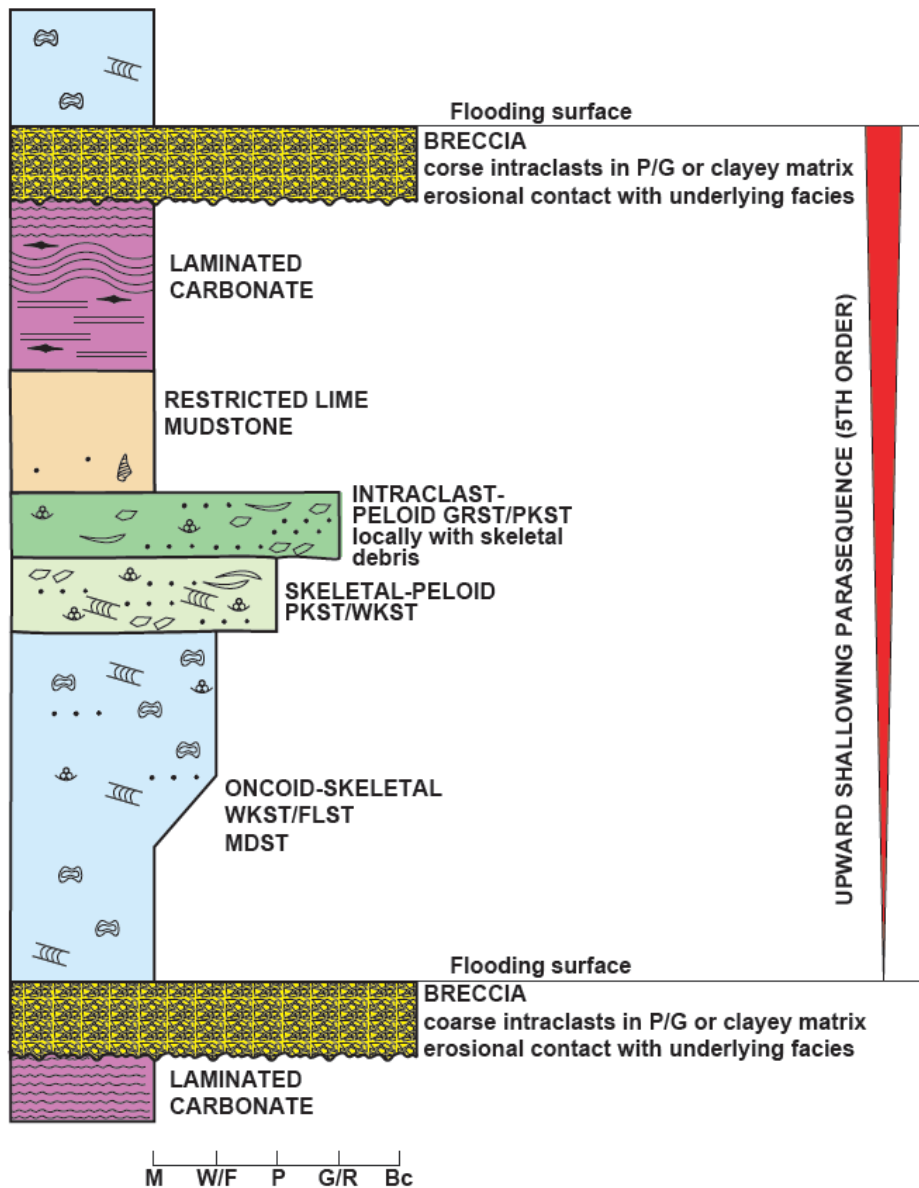 Flooding surface
BRECCIA
corse intraclasts in P/G or clayey matrix
erosional contact with underlying facies
LAMINATED
CARBONATE
RESTRICTED LIME
MUDSTONE
INTRACLAST-
PELOID GRST/PKST
locally with skeletal
debris
SKELETAL-PELOID
PKST/WKST
ONCOID-SKELETAL
WKST/FLST
MDST
UPWARD SHALLOWING PARASEQUENCE (5TH ORDER)
Flooding surface
BRECCIA
coarse intraclasts in P/G or clayey matrix
erosional contact with underlying facies
LAMINATED
CARBONATE
M W/F P G/R Bc